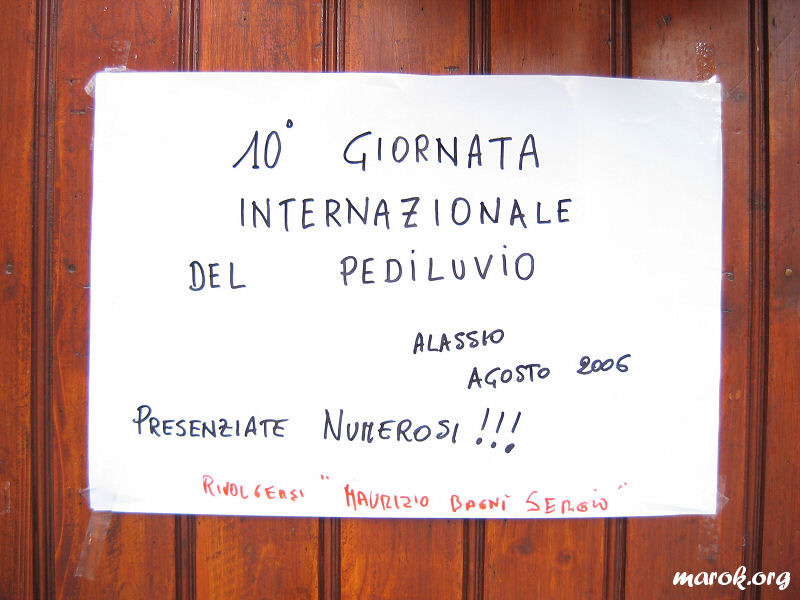 10° GIORNATA
INTERNAZIONALE
DEL PEDILUVIO
ALASSIO
AGOSTO 2006
PRESENZIATE NUMEROSI !!!
RIVOLGERSI "MAURIZIO BAGNI SERGIO"
marok.org